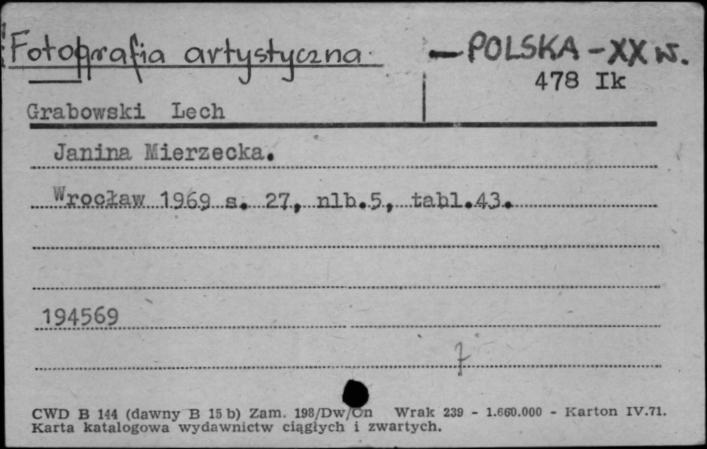 Fotografia artystyczna - POLSKA - XX w.
478 Ik
Grabowski Lech
Janina Mierzecka.
Wrocław 1969 s. 27, nlb.5, tabl.43.
194569
7
CWD B 144 (dawny B 15 b) Zam. 198/Dw/On Wrak 239 - 1.660.000 - Karton IV.71.
Karta katalogowa wydawnictw ciągłych i zwartych.